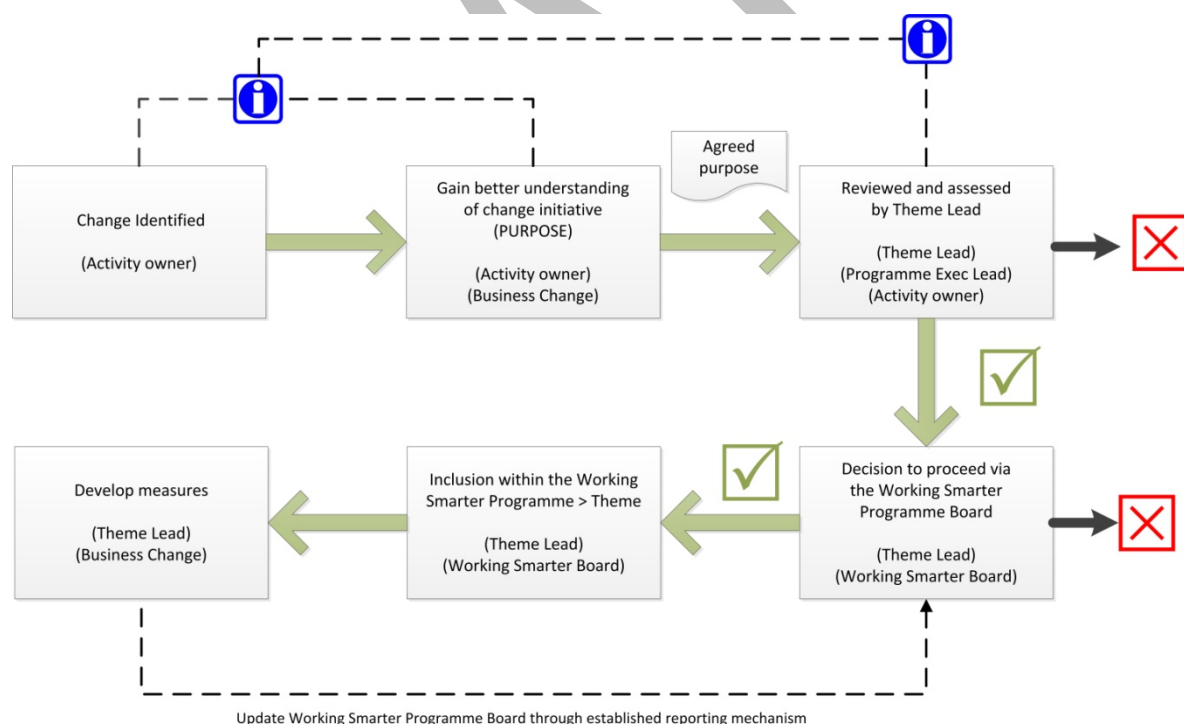 Change Identified
(Activity owner)
Gain better understanding
of change initiative
(PURPOSE)
(Activity owner)
(Business Change)
Agreed
purpose
Reviewed and assessed
by Theme Lead
(Theme Lead)
(Programme Exec Lead)
(Activity owner)
Develop measures
(Theme Lead)
(Business Change)
Inclusion within the Working
Smarter Programme > Theme
(Theme Lead)
(Working Smarter Board)
Decision to proceed via
the Working Smarter
Programme Board
(Theme Lead)
(Working Smarter Board)
Update Working Smarter Programme Board through established reporting mechanism